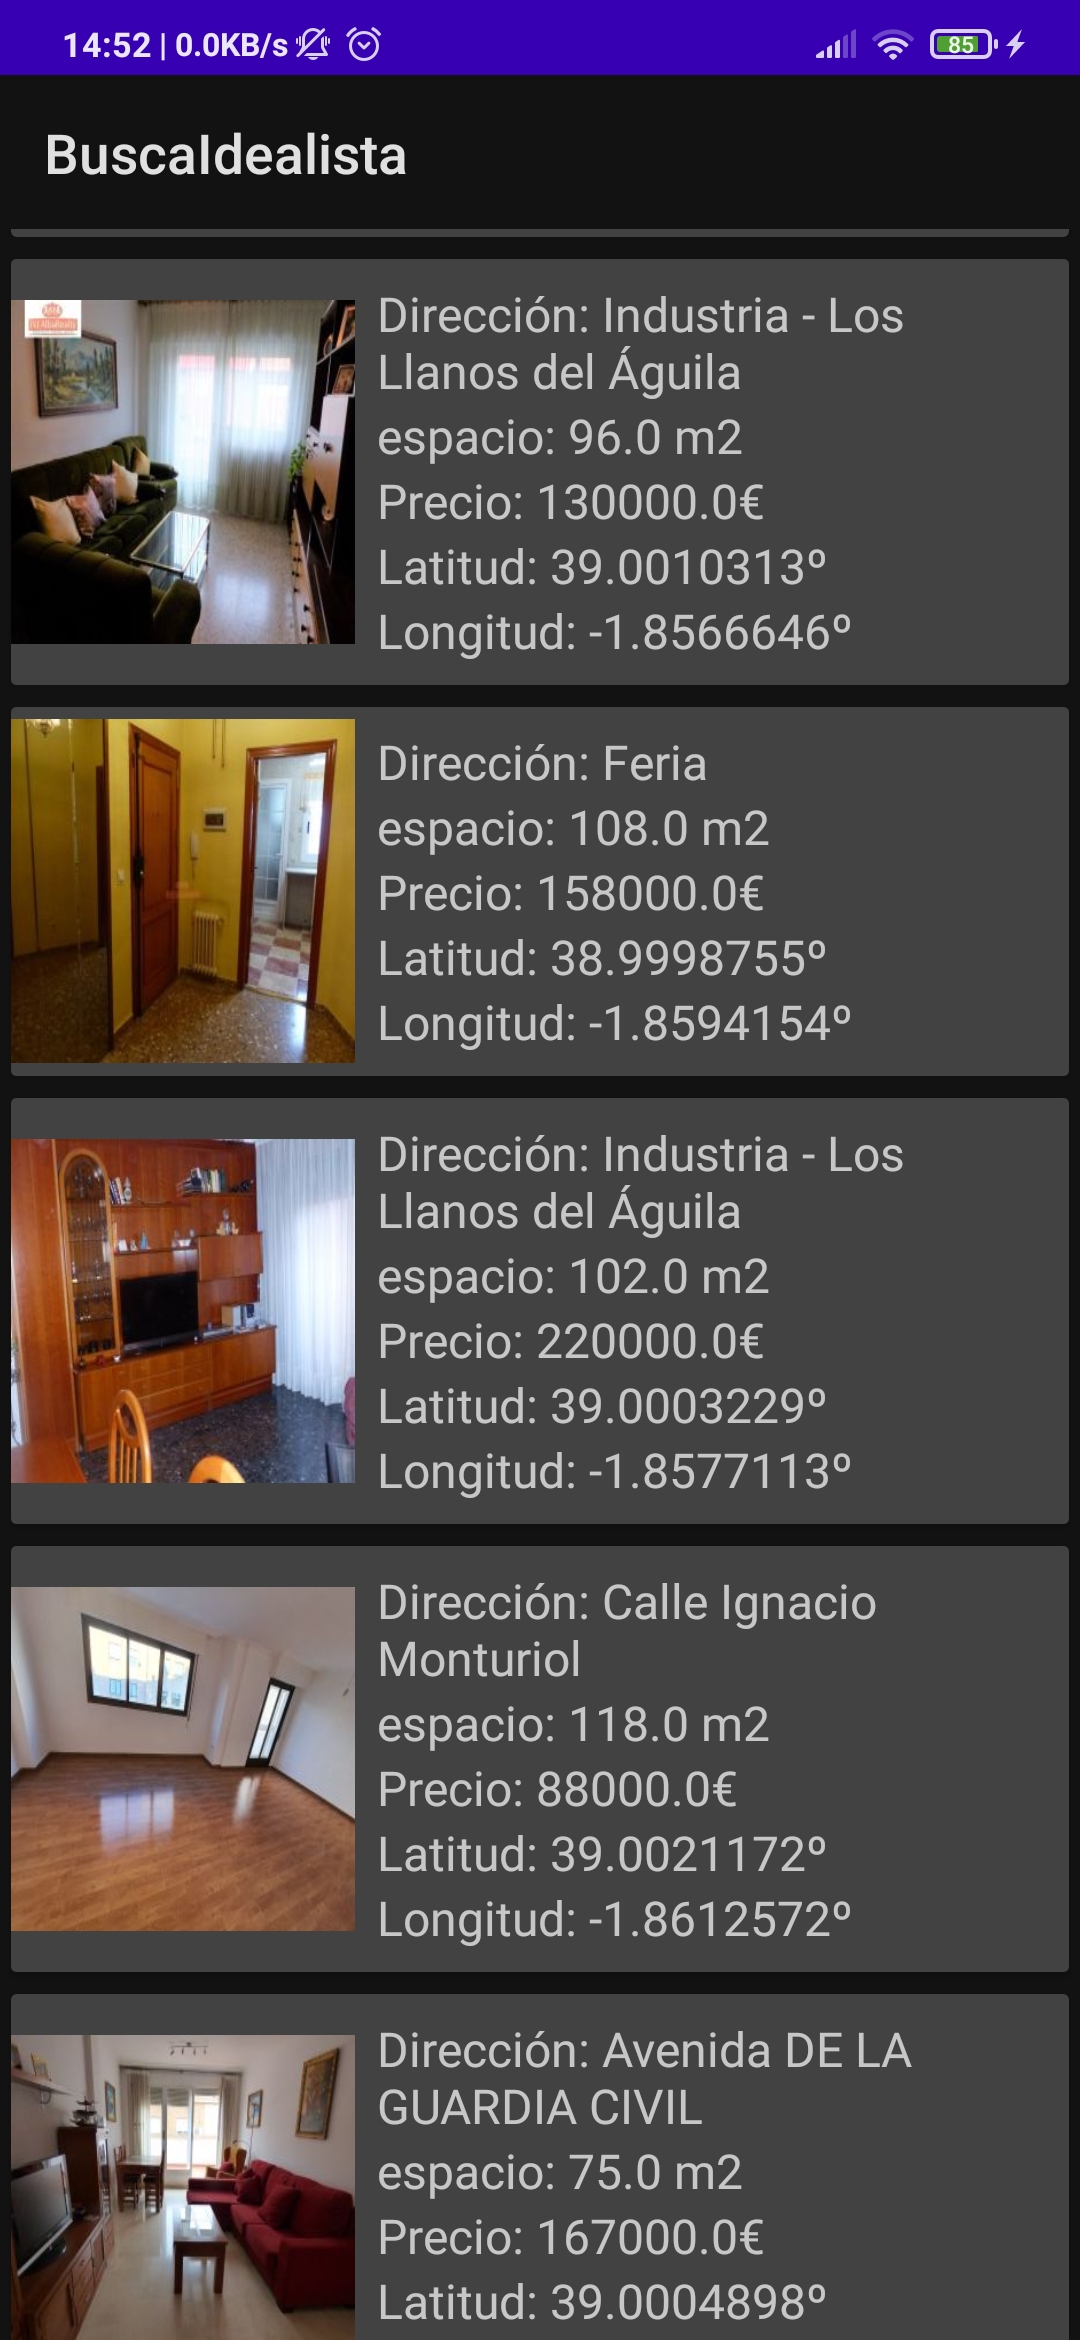 14:52 | 0.0KB/s
85
BuscaIdealista
Dirección: Industria - Los
Llanos del Águila
espacio: 96.0 m2
Precio: 130000.0€
Latitud: 39.0010313º
Longitud: -1.8566646º
Dirección: Feria
espacio: 108.0 m2
Precio: 158000.0€
Latitud: 38.9998755º
Longitud: -1.8594154º
Dirección: Industria - Los
Llanos del Águila
espacio: 102.0 m2
Precio: 220000.0€
Latitud: 39.0003229º
Longitud: -1.8577113º
Dirección: Calle Ignacio
Monturiol
espacio: 118.0 m2
Precio: 88000.0€
Latitud: 39.0021172º
Longitud: -1.8612572º
Dirección: Avenida DE LA
GUARDIA CIVIL
espacio: 75.0 m2
Precio: 167000.0€
Latitud: 39.0004898º